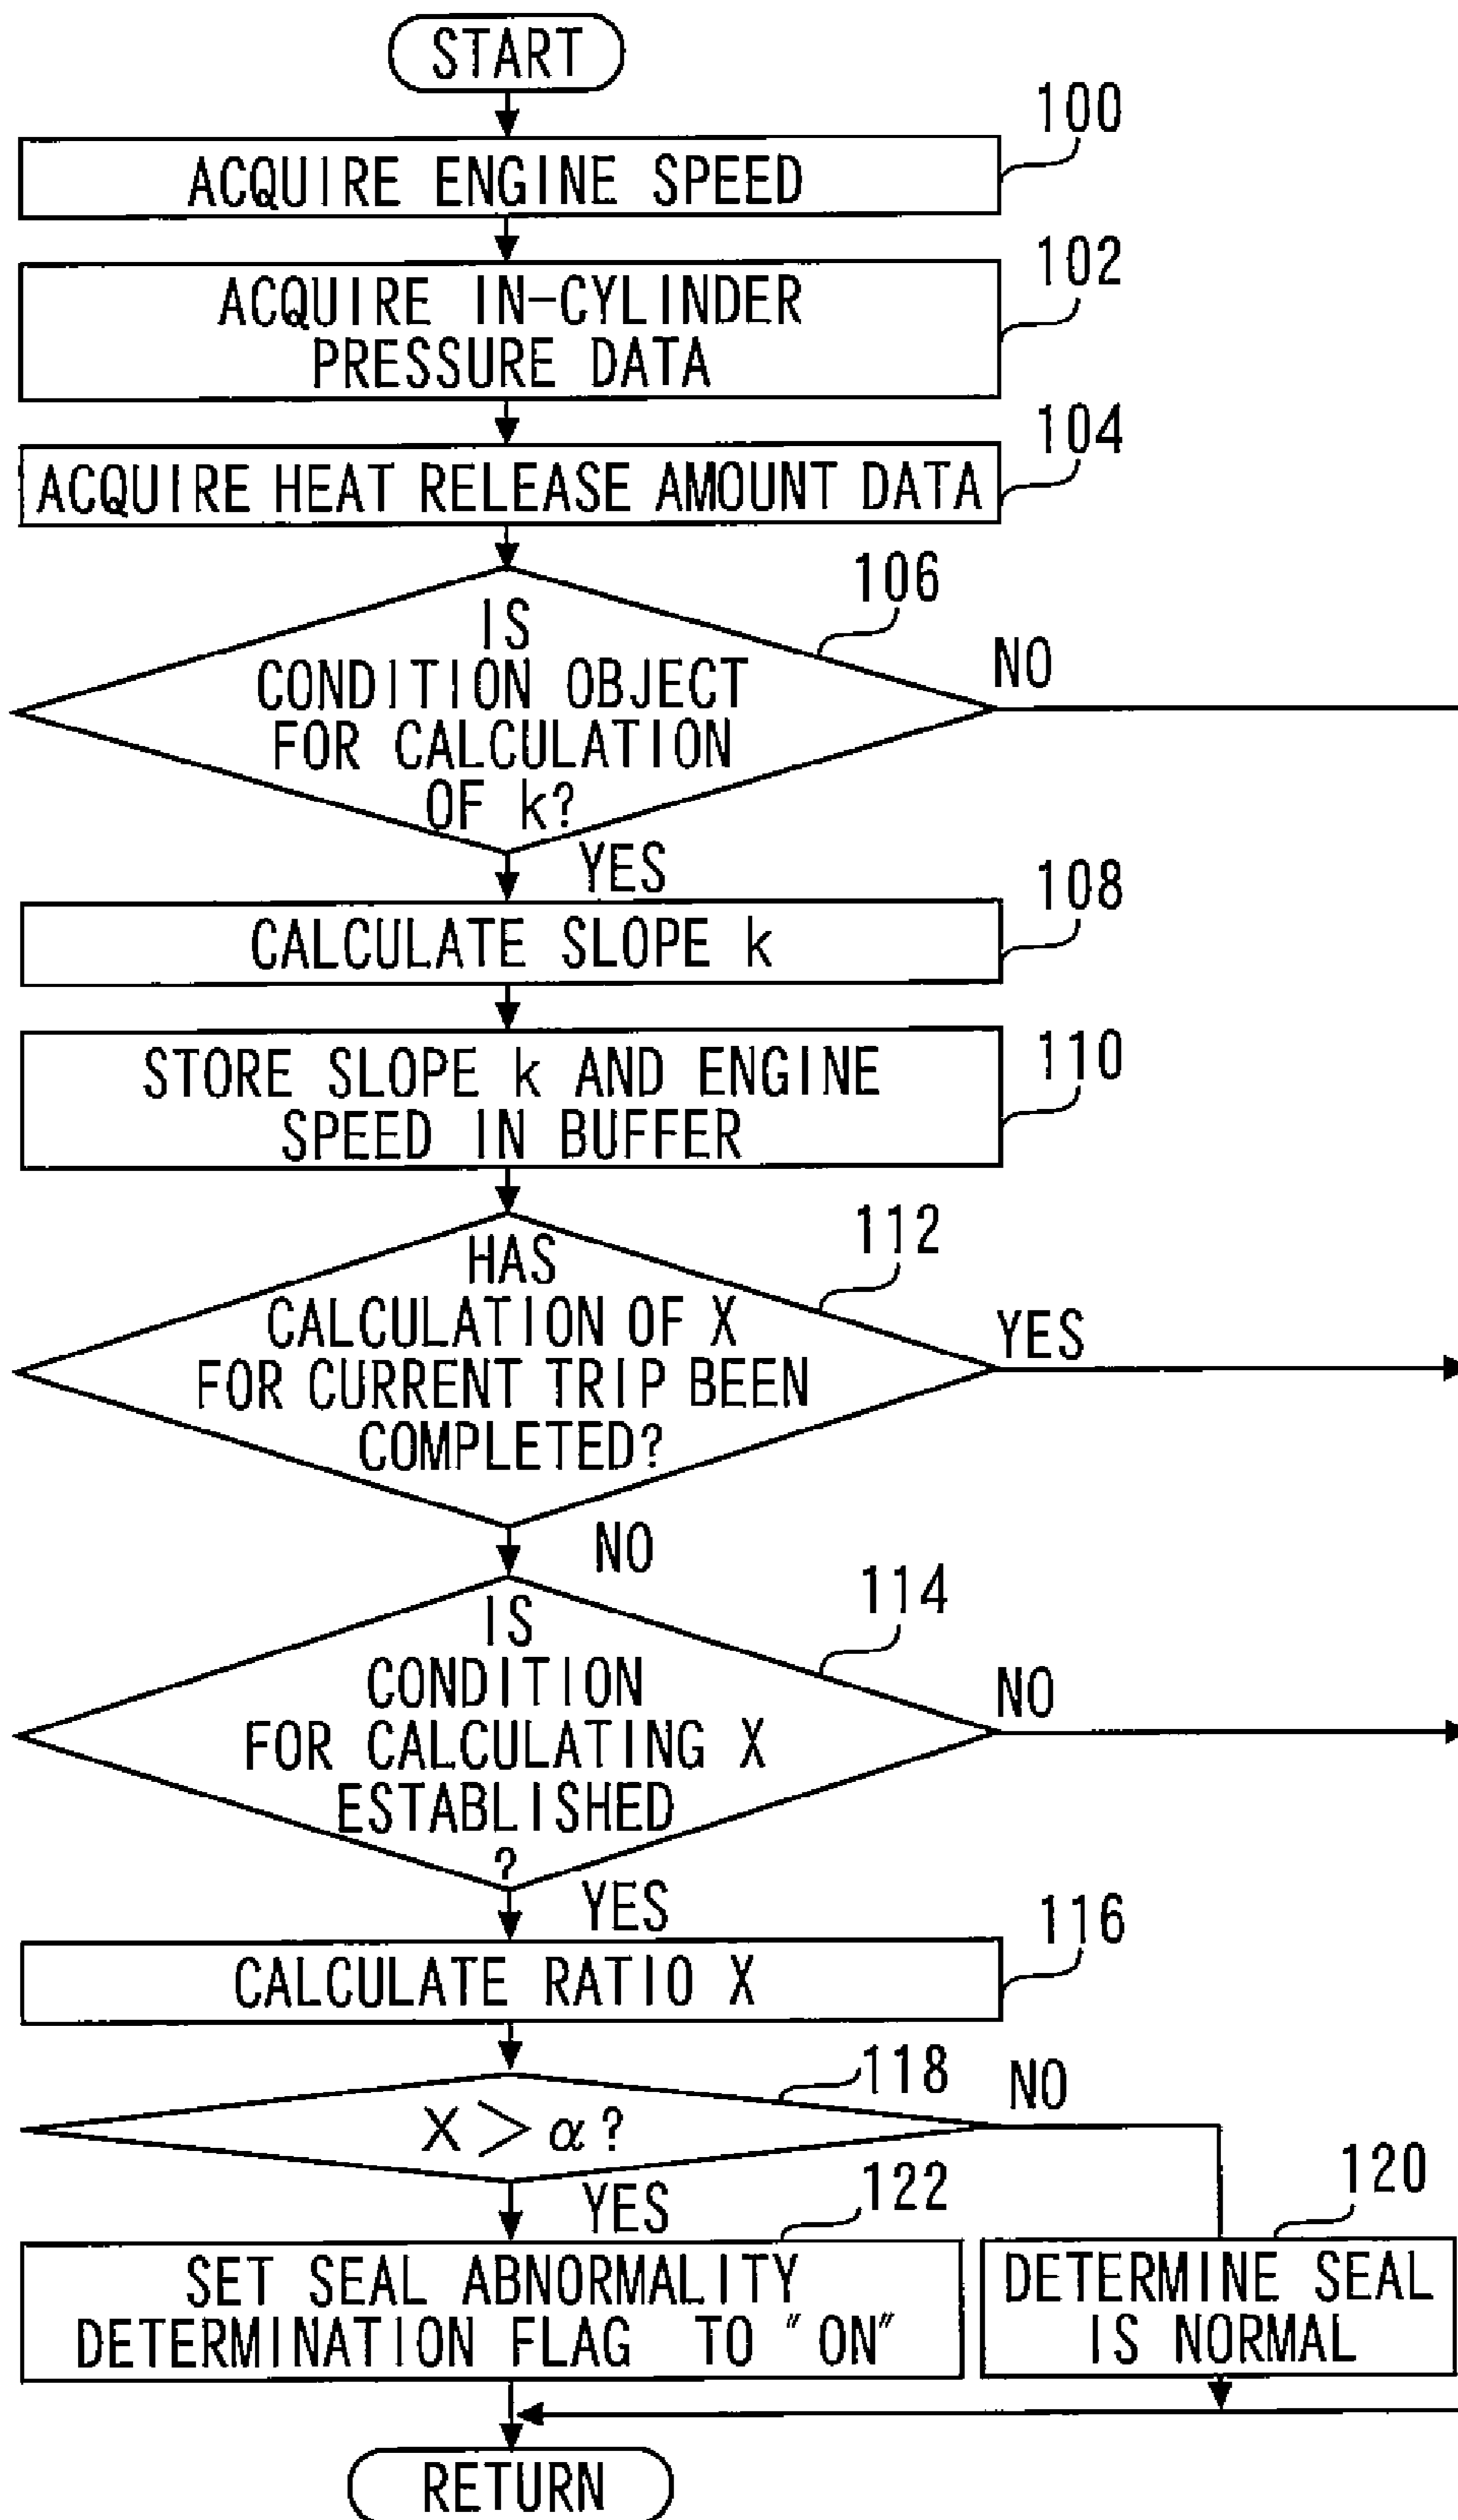 START
100
ACQUIRE ENGINE SPEED
102
ACQUIRE IN-CYLINDER
PRESSURE DATA
104
ACQUIRE HEAT RELEASE AMOUNT DATA
106
IS
CONDITION OBJECT
FOR CALCULATION
OF k?
NO
YES
108
CALCULATE SLOPE k
110
STORE SLOPE k AND ENGINE
SPEED IN BUFFER
112
HAS
CALCULATION OF X
FOR CURRENT TRIP BEEN
COMPLETED?
YES
NO
114
IS
CONDITION
FOR CALCULATING X
ESTABLISHED
?
NO
YES
116
CALCULATE RATIO X
118
X>α?
NO
YES
122
SET SEAL ABNORMALITY
DETERMINATION FLAG TO "ON"
120
DETERMINE SEAL
IS NORMAL
RETURN